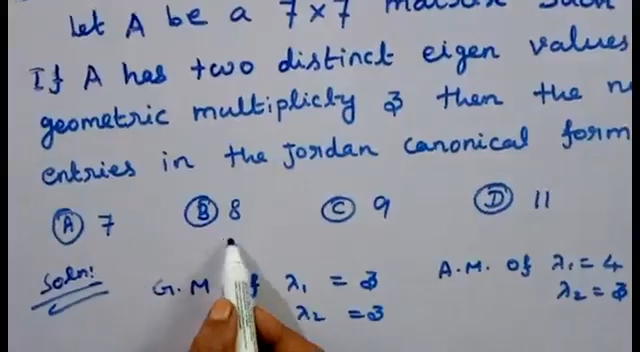 Let A be a 7×7
If A has two distinct eigen values
geometric multiplicity 3 then the
entries in the Jordan canonical form
(A) 7 (B) 8 (C) 9 (D) 11
Soln: G.M of λ₁ = 3 A.M. of λ₁ = 4
λ₂ = 3 λ₂ = 3